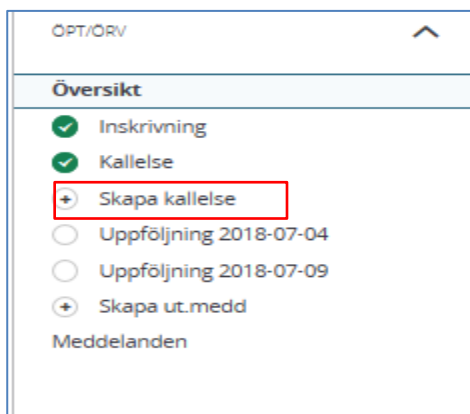 ÖPT/ÖRV
Översikt
Inskrivning
Kallelse
Skapa kallelse
Uppföljning 2018-07-04
Uppföljning 2018-07-09
Skapa ut.medd
Meddelanden